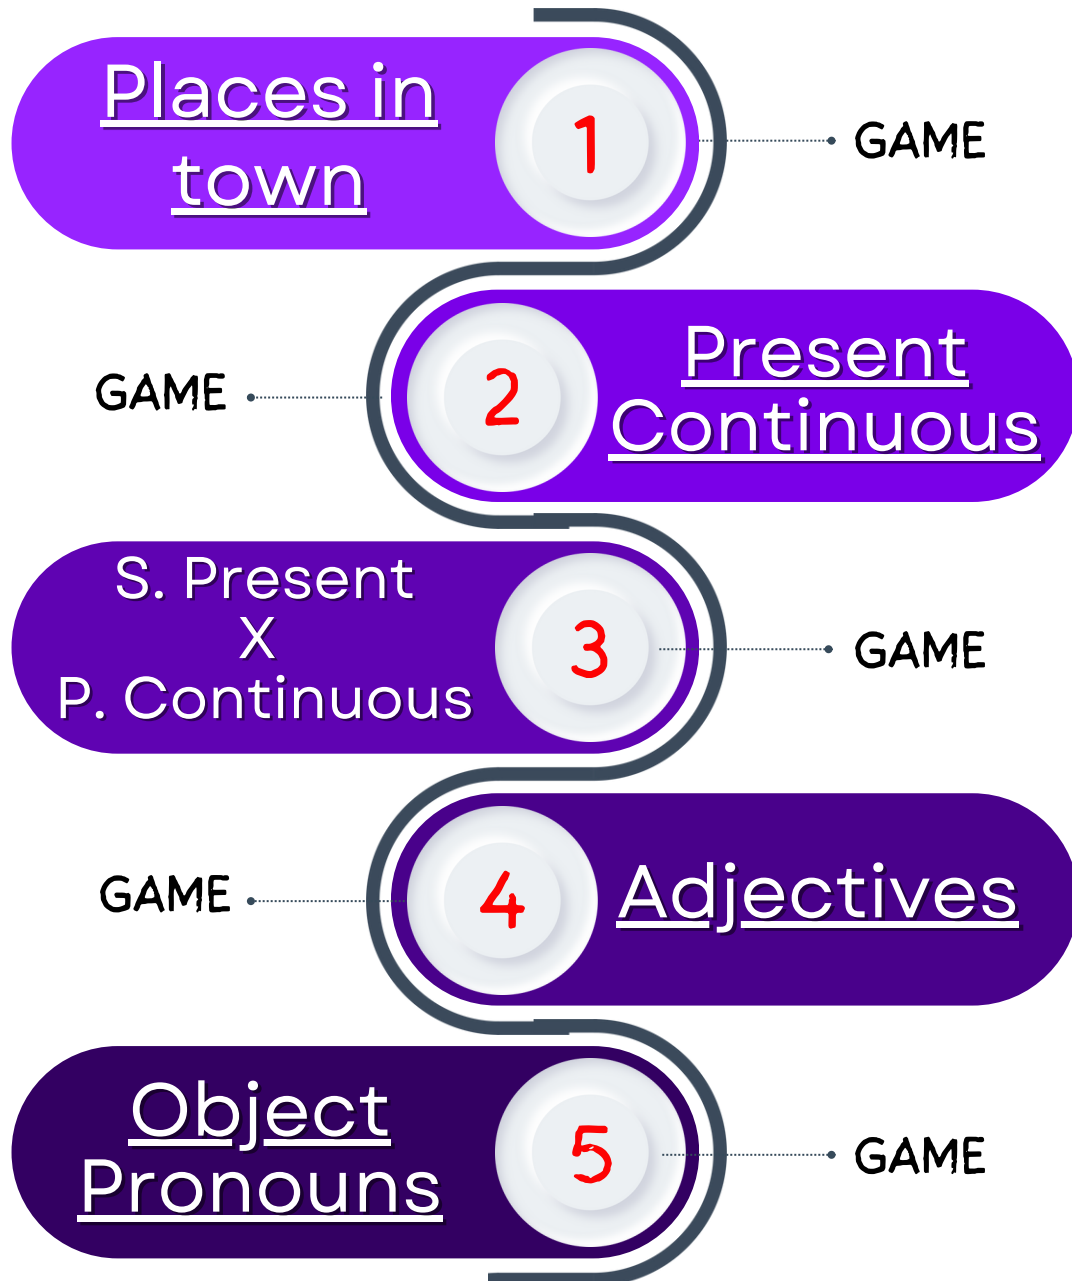 Places in
town
1
GAME
GAME
2
Present
Continuous
S. Present
X
P. Continuous
3
GAME
GAME
4
Adjectives
Object
Pronouns
5
GAME